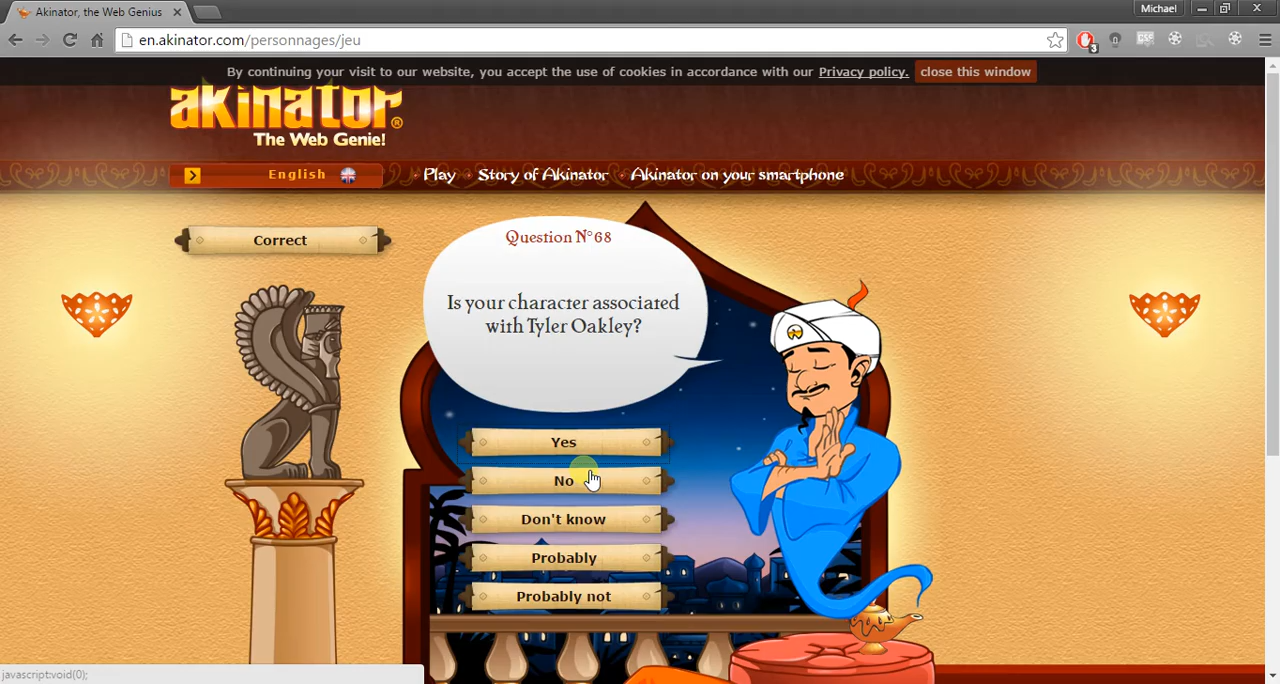 Akinator, the Web Genius
Michael
en.akinator.com/personnages/jeu
3
By continuing your visit to our website, you accept the use of cookies in accordance with our Privacy policy. close this window
akinator®
The Web Genie!
English
Play
Story of Akinator
Akinator on your smartphone
Correct
Question N°68
Is your character associated
with Tyler Oakley?
Yes
No
Don't know
Probably
Probably not
javascript:void(0);